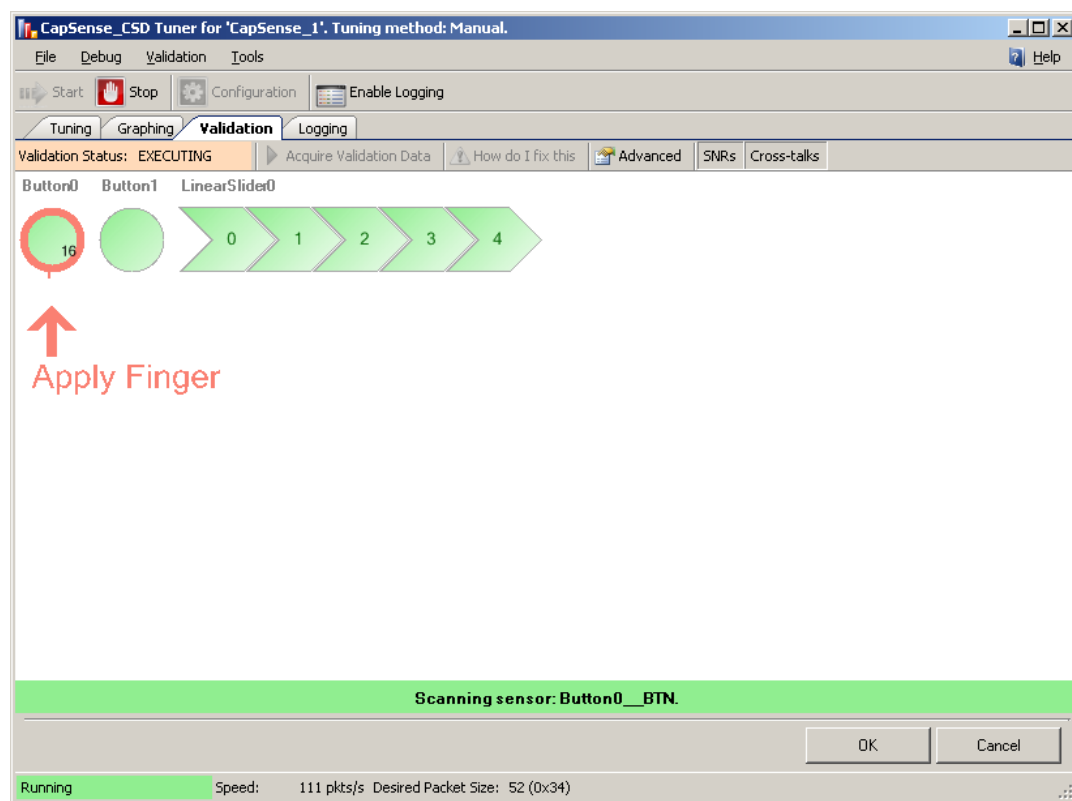 CapSense_CSD Tuner for 'CapSense_1'. Tuning method: Manual.
File Debug Validation Tools Help
Start Stop Configuration Enable Logging
Tuning Graphing Validation Logging
Validation Status: EXECUTING Acquire Validation Data How do I fix this Advanced SNRs Cross-talks
Button0 Button1 LinearSlider0
16 0 1 2 3 4
Apply Finger
Scanning sensor: Button0__BTN.
OK Cancel
Running Speed: 111 pkts/s Desired Packet Size: 52 (0x34)